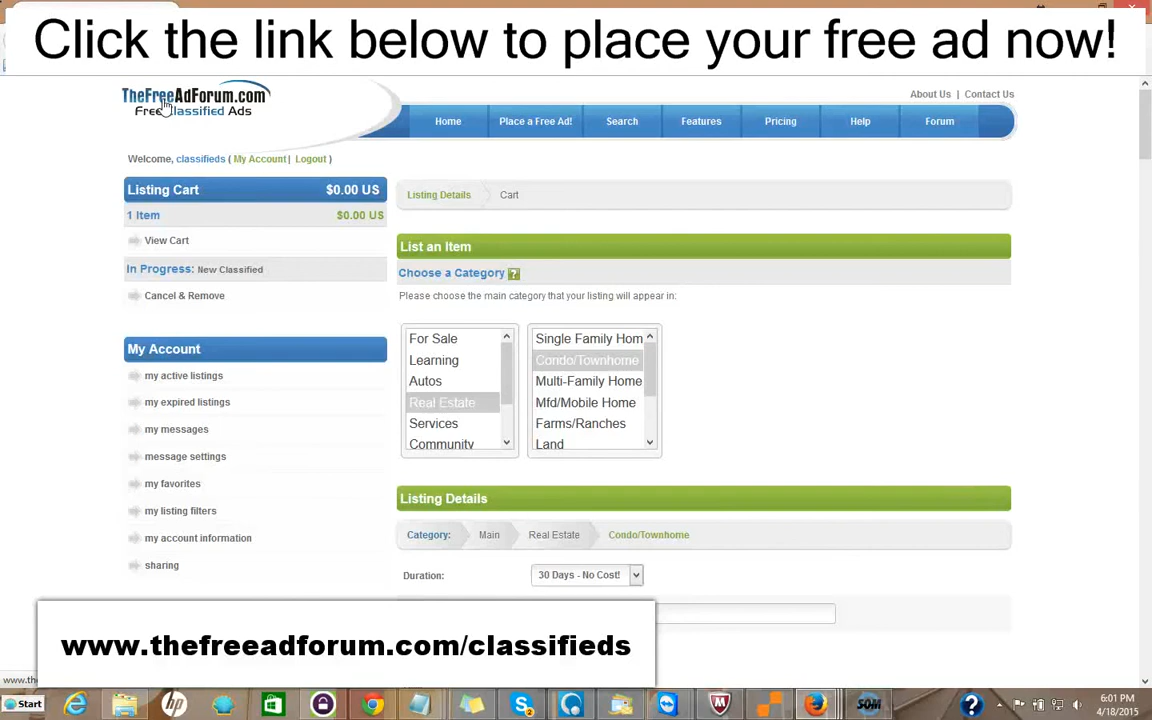 Click the link below to place your free ad now!
TheFreeAdForum.com
Free Classified Ads
About Us | Contact Us
Home Place a Free Ad! Search Features Pricing Help Forum
Welcome, classifieds ( My Account | Logout )
Listing Cart $0.00 US
1 Item $0.00 US
View Cart
In Progress: New Classified
Cancel & Remove
My Account
my active listings
my expired listings
my messages
message settings
my favorites
my listing filters
my account information
sharing
Listing Details Cart
List an Item
Choose a Category ?
Please choose the main category that your listing will appear in:
For Sale
Learning
Autos
Real Estate
Services
Community
Single Family Hom
Condo/Townhome
Multi-Family Home
Mfd/Mobile Home
Farms/Ranches
Land
Listing Details
Category: Main Real Estate Condo/Townhome
Duration: 30 Days - No Cost!
www.thefreeadforum.com/classifieds
www.the
Start
hp
S 2
SOM
?
6:01 PM
4/18/2015